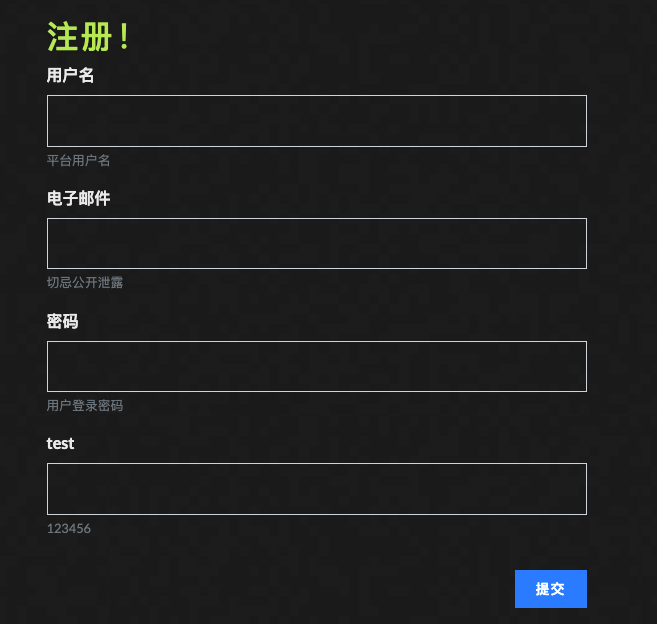 注册！
用户名
平台用户名
电子邮件
切忌公开泄露
密码
用户登录密码
test
123456
提交